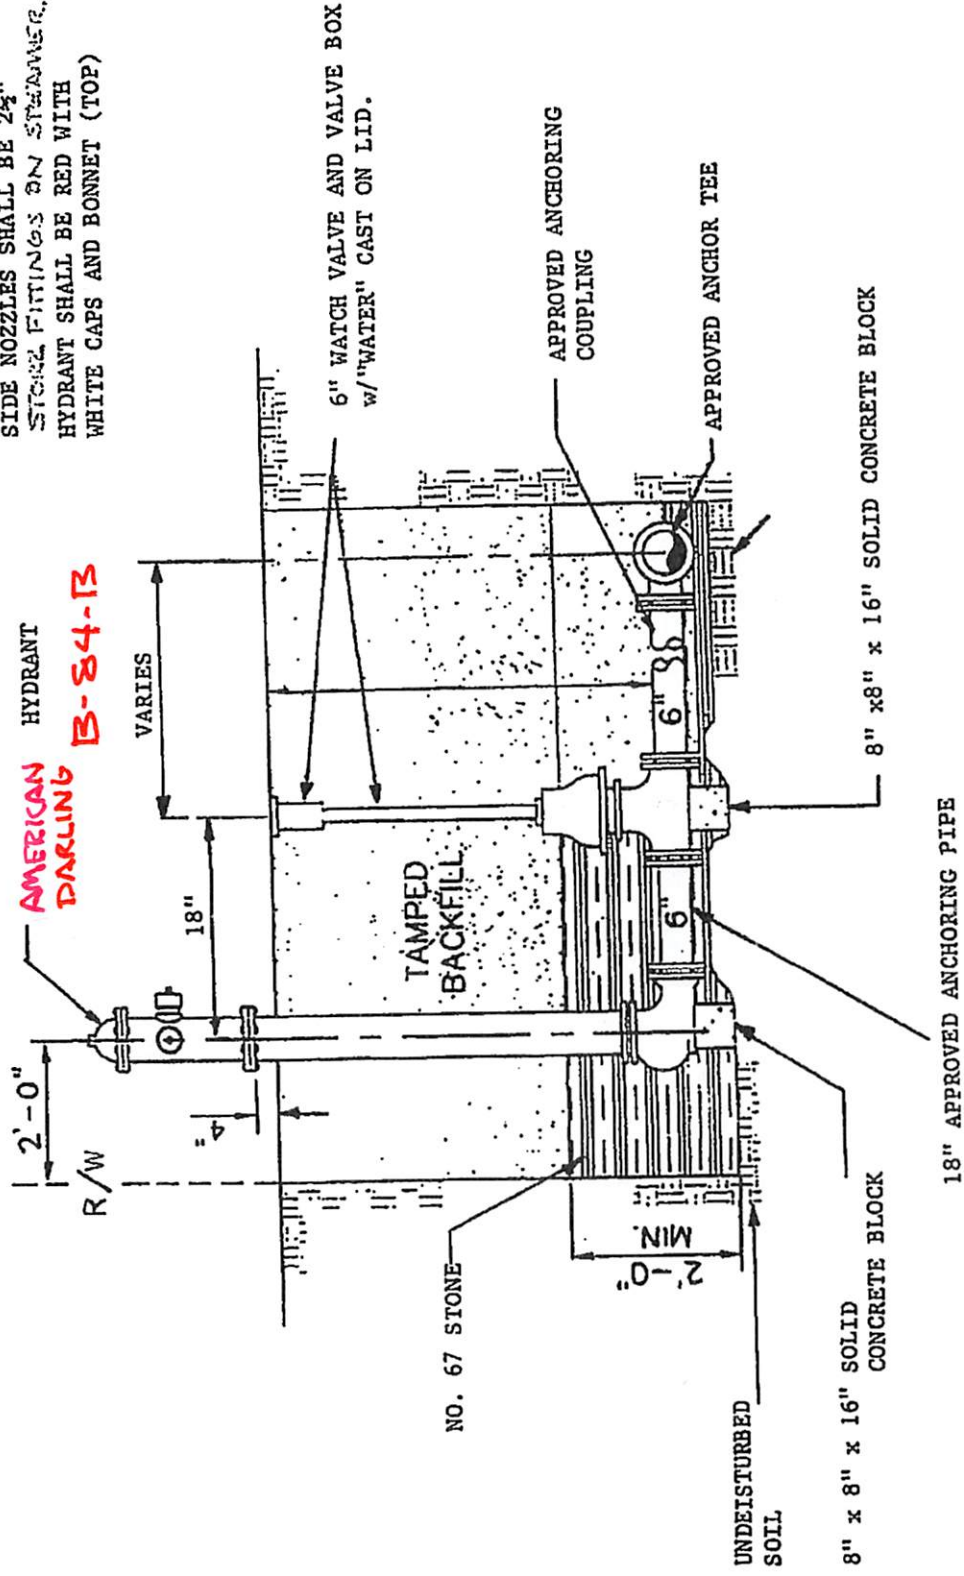 SIDE NOZZLES SHALL BE 2½"
STORZ FITTINGS ON STEAMER.
HYDRANT SHALL BE RED WITH
WHITE CAPS AND BONNET (TOP)
AMERICAN HYDRANT
DARLING B-84-B
2'-0"
R/W
VARIES
18"
4"
6" WATCH VALVE AND VALVE BOX
w/"WATER" CAST ON LID.
TAMPED
BACKFILL
APPROVED ANCHORING
COUPLING
APPROVED ANCHOR TEE
6"
6"
NO. 67 STONE
2'-0"
MIN.
8" x8" x 16" SOLID CONCRETE BLOCK
UNDEISTURBED
SOIL
8" x 8" x 16" SOLID
CONCRETE BLOCK
18" APPROVED ANCHORING PIPE